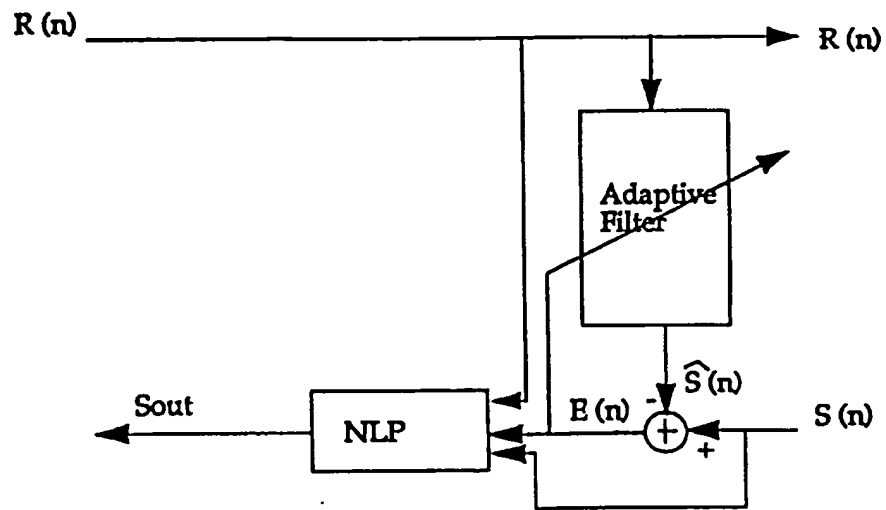 R (n)
R (n)
Adaptive
Filter
Ŝ (n)
-
Sout
NLP
E (n)
+
+
S (n)